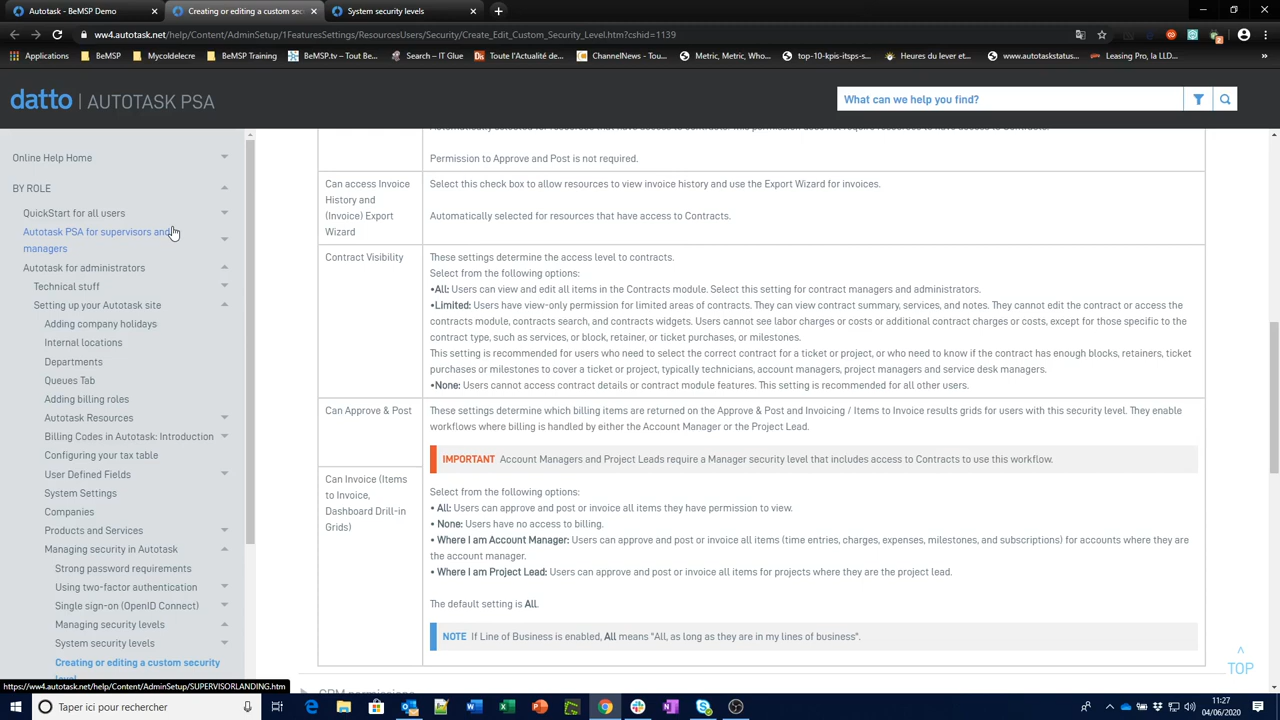 Autotask - BeMSP Demo
Creating or editing a custom sec
System security levels
ww4.autotask.net/help/Content/AdminSetup/1FeaturesSettings/ResourcesUsers/Security/Create_Edit_Custom_Security_Level.htm?cshid=1139
Applications
BeMSP
Mycoldelecre
BeMSP Training
BeMSP.tv : Tout Be...
Search – IT Glue
Toute l'Actualité d...
ChannelNews - Tou...
Metric, Metric, Who...
top-10-kpis-itsps-s...
Heures du lever et...
www.autotaskstatus...
Leasing Pro, la LLD...
datto | AUTOTASK PSA
What can we help you find?
Online Help Home
BY ROLE
QuickStart for all users
Autotask PSA for supervisors and
managers
Autotask for administrators
Technical stuff
Setting up your Autotask site
Adding company holidays
Internal locations
Departments
Queues Tab
Adding billing roles
Autotask Resources
Billing Codes in Autotask: Introduction
Configuring your tax table
User Defined Fields
System Settings
Companies
Products and Services
Managing security in Autotask
Strong password requirements
Using two-factor authentication
Single sign-on (OpenID Connect)
Managing security levels
System security levels
Creating or editing a custom security
level
Automatically selected for resources that have access to contracts. This permission does not require resources to have access to Contracts.
Permission to Approve and Post is not required.
Can access Invoice
History and
(Invoice) Export
Wizard
Select this check box to allow resources to view invoice history and use the Export Wizard for invoices.
Automatically selected for resources that have access to Contracts.
Contract Visibility
These settings determine the access level to contracts.
Select from the following options:
•All: Users can view and edit all items in the Contracts module. Select this setting for contract managers and administrators.
•Limited: Users have view-only permission for limited areas of contracts. They can view contract summary, services, and notes. They cannot edit the contract or access the
contracts module, contracts search, and contracts widgets. Users cannot see labor charges or costs or additional contract charges or costs, except for those specific to the
contract type, such as services, or block, retainer, or ticket purchases, or milestones.
This setting is recommended for users who need to select the correct contract for a ticket or project, or who need to know if the contract has enough blocks, retainers, ticket
purchases or milestones to cover a ticket or project, typically technicians, account managers, project managers and service desk managers.
•None: Users cannot access contract details or contract module features. This setting is recommended for all other users.
Can Approve & Post
These settings determine which billing items are returned on the Approve & Post and Invoicing / Items to Invoice results grids for users with this security level. They enable
workflows where billing is handled by either the Account Manager or the Project Lead.
IMPORTANT Account Managers and Project Leads require a Manager security level that includes access to Contracts to use this workflow.
Can Invoice (Items
to Invoice,
Dashboard Drill-in
Grids)
Select from the following options:
• All: Users can approve and post or invoice all items they have permission to view.
• None: Users have no access to billing.
• Where I am Account Manager: Users can approve and post or invoice all items (time entries, charges, expenses, milestones, and subscriptions) for accounts where they are
the account manager.
• Where I am Project Lead: Users can approve and post or invoice all items for projects where they are the project lead.
The default setting is All.
NOTE If Line of Business is enabled, All means "All, as long as they are in my lines of business".
TOP
CRM permissions
https://ww4.autotask.net/help/Content/AdminSetup/SUPERVISORLANDING.htm
Taper ici pour rechercher
11:27
04/06/2020